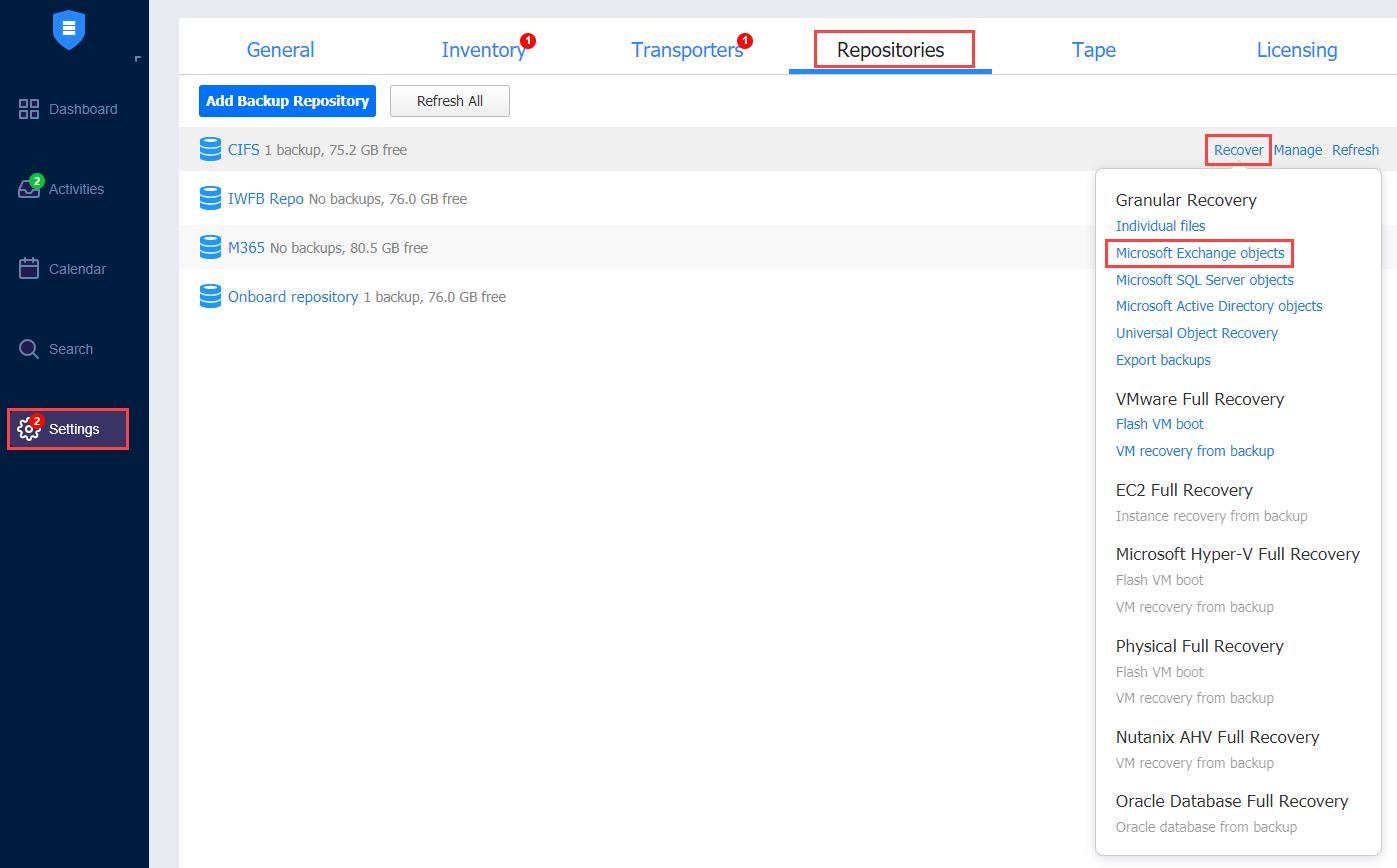 General
Inventory 1
Transporters 1
Repositories
Tape
Licensing
Dashboard
2
Activities
Calendar
Search
2
Settings
Add Backup Repository
Refresh All
CIFS 1 backup, 75.2 GB free
Recover Manage Refresh
IWFB Repo No backups, 76.0 GB free
M365 No backups, 80.5 GB free
Onboard repository 1 backup, 76.0 GB free
Granular Recovery
Individual files
Microsoft Exchange objects
Microsoft SQL Server objects
Microsoft Active Directory objects
Universal Object Recovery
Export backups
VMware Full Recovery
Flash VM boot
VM recovery from backup
EC2 Full Recovery
Instance recovery from backup
Microsoft Hyper-V Full Recovery
Flash VM boot
VM recovery from backup
Physical Full Recovery
Flash VM boot
VM recovery from backup
Nutanix AHV Full Recovery
VM recovery from backup
Oracle Database Full Recovery
Oracle database from backup